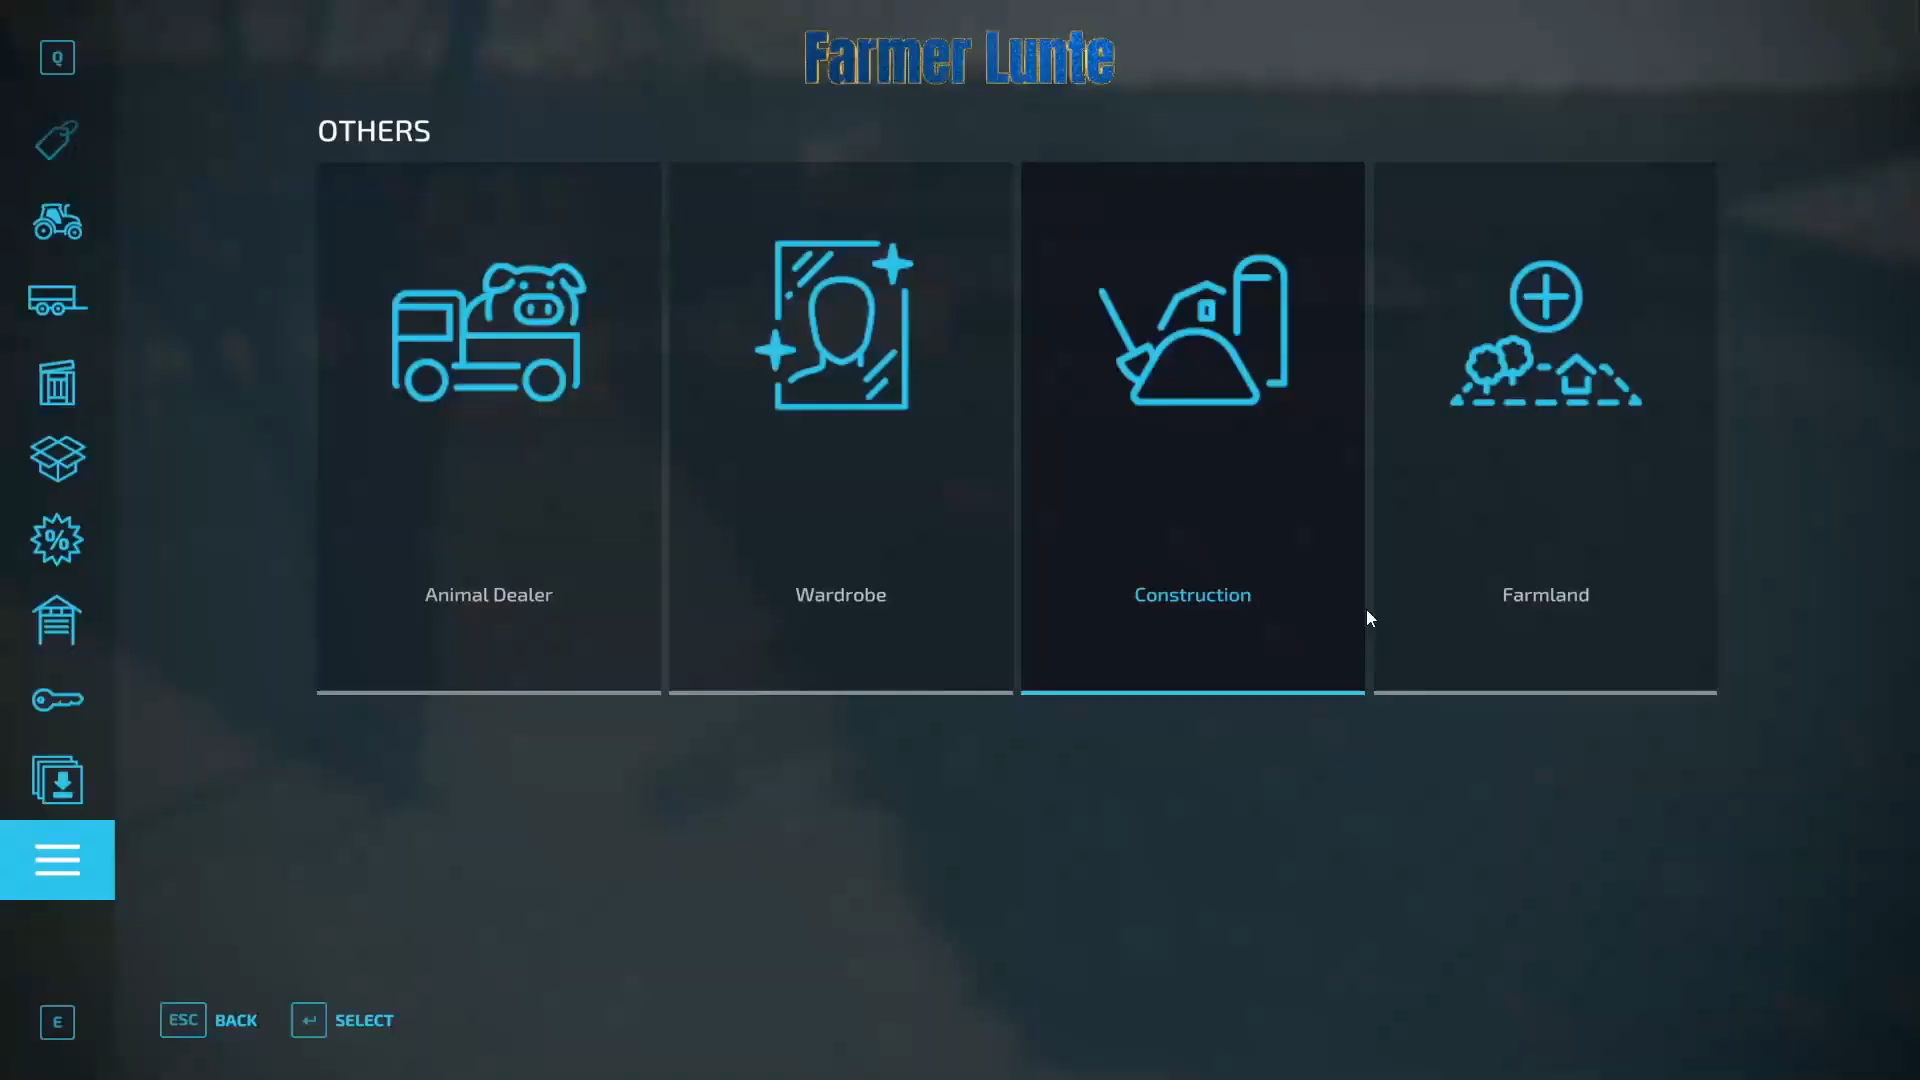 Farmer Lunte
Q
OTHERS
%
Animal Dealer
Wardrobe
Construction
Farmland
E
ESC BACK
SELECT